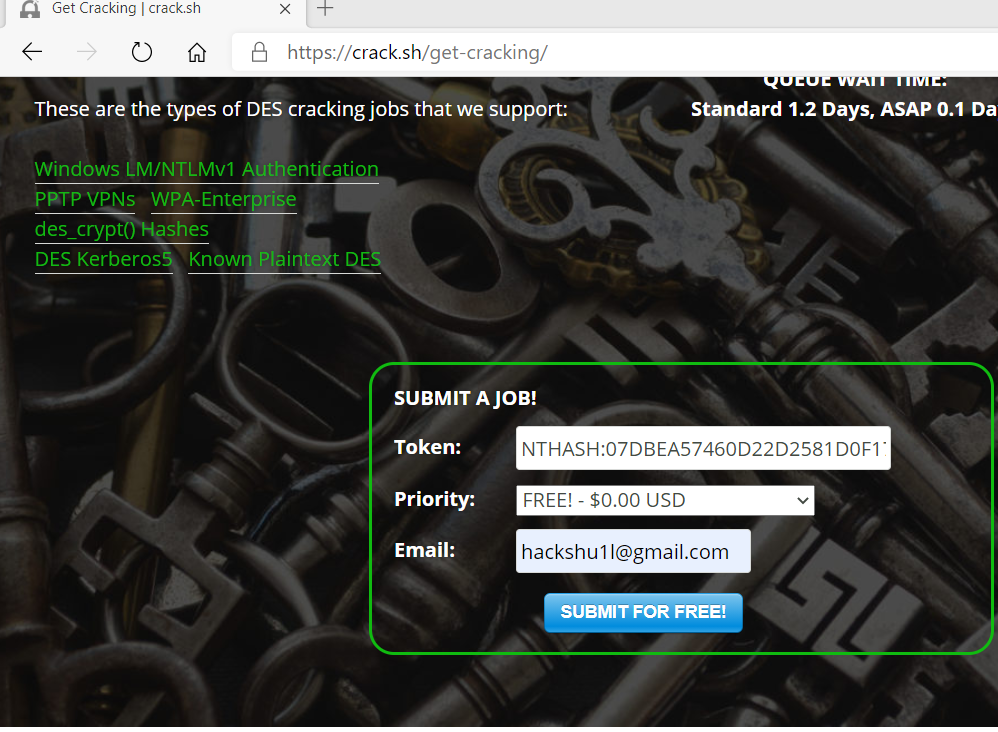 Get Cracking | crack.sh
https://crack.sh/get-cracking/
QUEUE WAIT TIME:
These are the types of DES cracking jobs that we support:
Standard 1.2 Days, ASAP 0.1 Da
Windows LM/NTLMv1 Authentication
PPTP VPNs WPA-Enterprise
des_crypt() Hashes
DES Kerberos5 Known Plaintext DES
SUBMIT A JOB!
Token: NTHASH:07DBEA57460D22D2581D0F17
Priority: FREE! - $0.00 USD
Email: hackshu1l@gmail.com
SUBMIT FOR FREE!